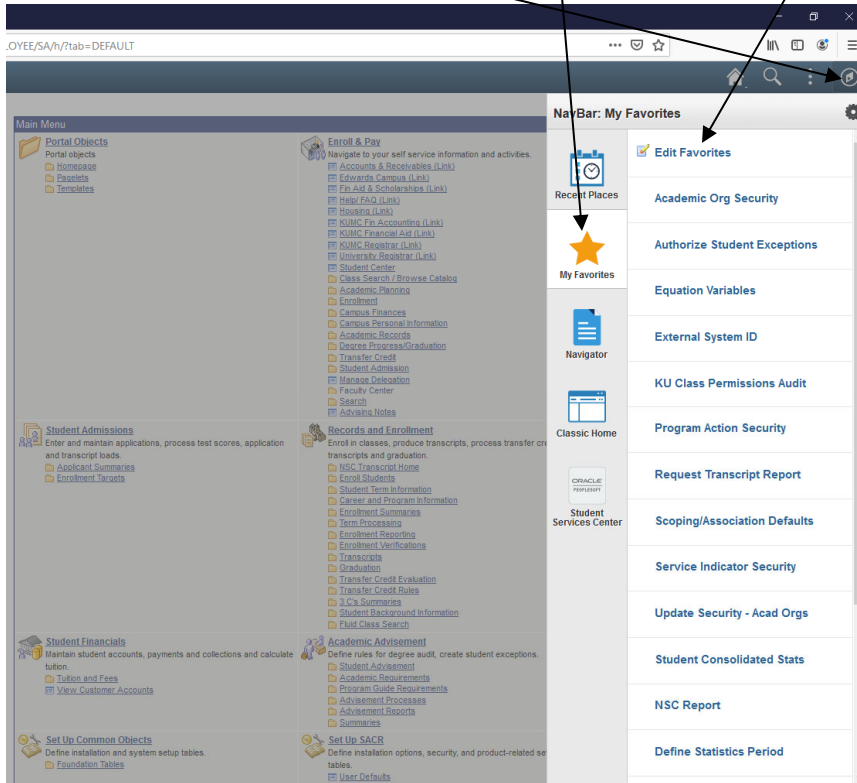 .OYEE/SA/h/?tab=DEFAULT
Main Menu
Portal Objects
Portal objects
Homepage
Pagelets
Templates
Enroll & Pay
Navigate to your self service information and activities.
Accounts & Receivables (Link)
Edwards Campus (Link)
Fin Aid & Scholarships (Link)
Help/ FAQ (Link)
Housing (Link)
KUMC Fin Accounting (Link)
KUMC Financial Aid (Link)
KUMC Registrar (Link)
University Registrar (Link)
Student Center
Class Search / Browse Catalog
Academic Planning
Enrollment
Campus Finances
Campus Personal Information
Academic Records
Degree Progress/Graduation
Transfer Credit
Student Admission
Manage Delegation
Faculty Center
Search
Advising Notes
Student Admissions
Enter and maintain applications, process test scores, application
and transcript loads.
Applicant Summaries
Enrollment Targets
Records and Enrollment
Enroll in classes, produce transcripts, process transfer cre
transcripts and graduation.
NSC Transcript Home
Enroll Students
Student Term Information
Career and Program Information
Enrollment Summaries
Term Processing
Enrollment Reporting
Enrollment Verifications
Transcripts
Graduation
Transfer Credit Evaluation
Transfer Credit Rules
3 C's Summaries
Student Background Information
Fluid Class Search
Student Financials
Maintain student accounts, payments and collections and calculate
tuition.
Tuition and Fees
View Customer Accounts
Academic Advisement
Define rules for degree audit, create student exceptions.
Student Advisement
Academic Requirements
Program Guide Requirements
Advisement Processes
Advisement Reports
Summaries
Set Up Common Objects
Define installation and system setup tables.
Foundation Tables
Set Up SACR
Define installation options, security, and product-related se
tables.
User Defaults
NavBar: My Favorites
Recent Places
My Favorites
Navigator
Classic Home
ORACLE
PEOPLESOFT
Student
Services Center
Edit Favorites
Academic Org Security
Authorize Student Exceptions
Equation Variables
External System ID
KU Class Permissions Audit
Program Action Security
Request Transcript Report
Scoping/Association Defaults
Service Indicator Security
Update Security - Acad Orgs
Student Consolidated Stats
NSC Report
Define Statistics Period